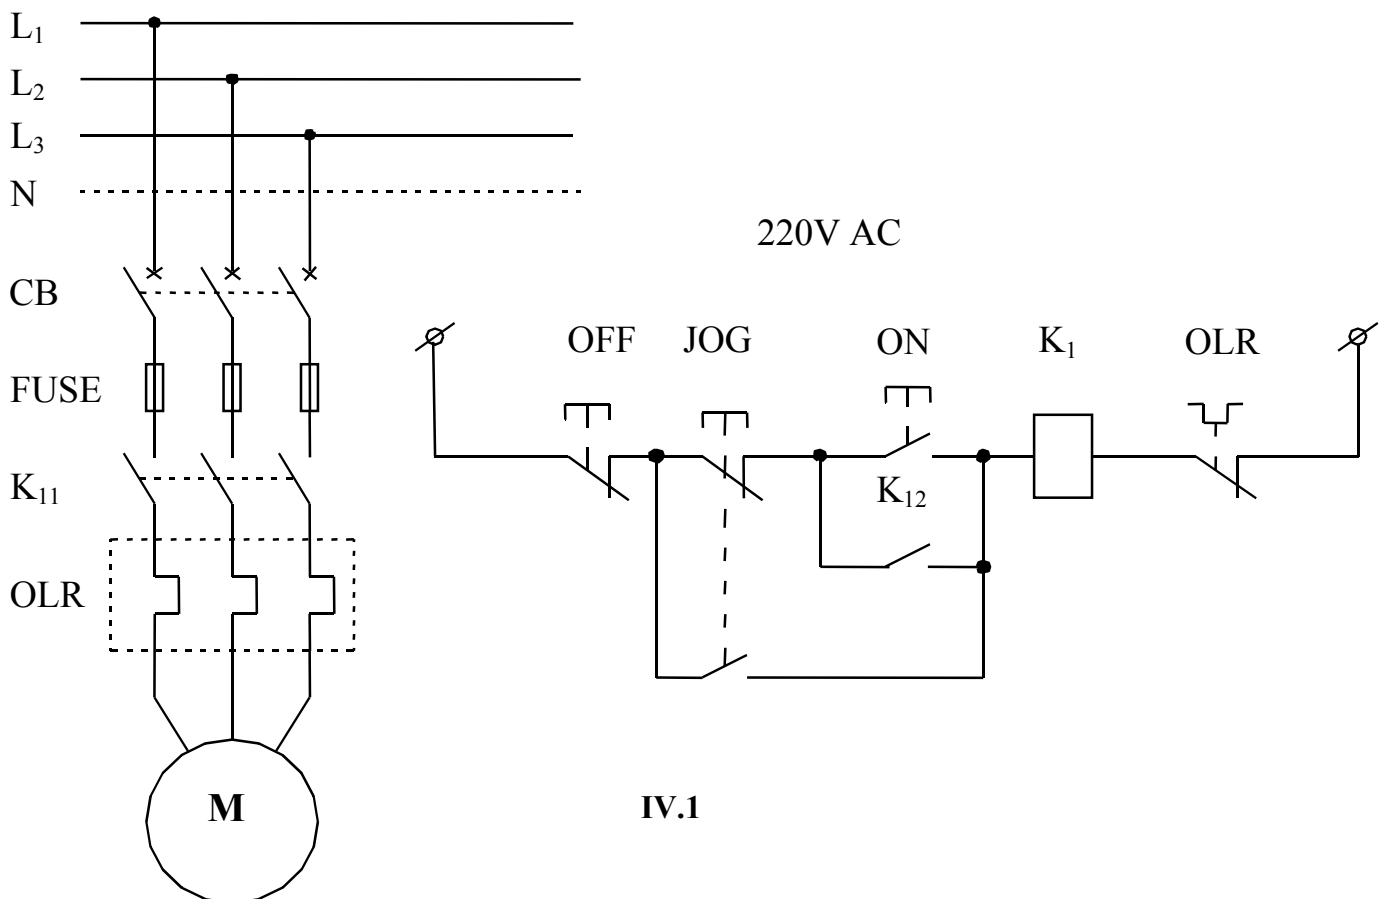 L₁
L₂
L₃
N
220V AC
CB
OFF JOG ON K₁ OLR
FUSE
K₁₁
K₁₂
OLR
M
IV.1